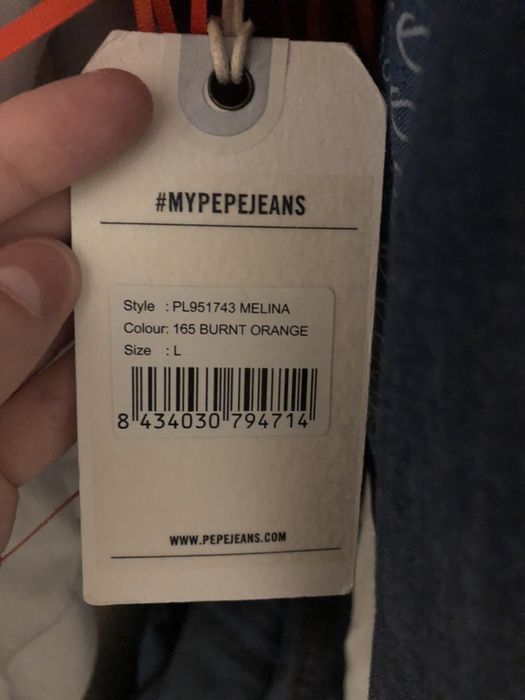 #MYPEPEJEANS
Style : PL951743 MELINA
Colour: 165 BURNT ORANGE
Size : L
8 434030 794714
WWW.PEPEJEANS.COM